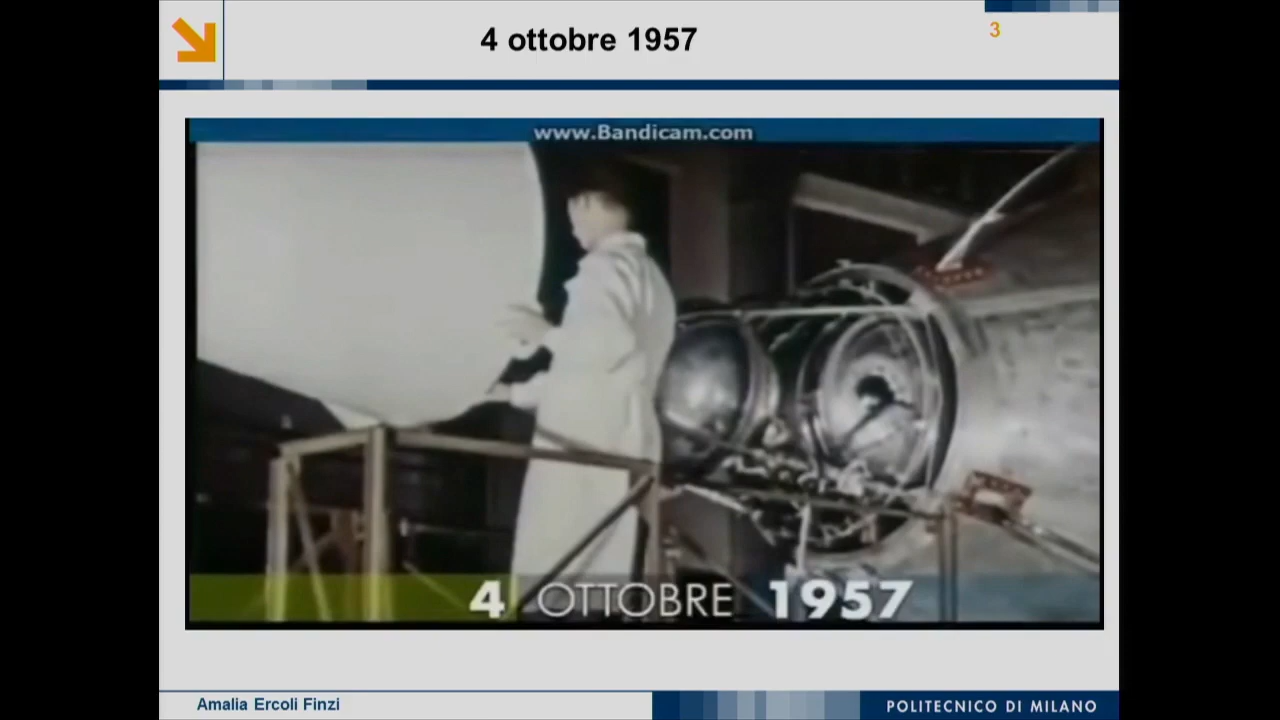 4 ottobre 1957
3
www.Bandicam.com
4 OTTOBRE 1957
Amalia Ercoli Finzi
POLITECNICO DI MILANO